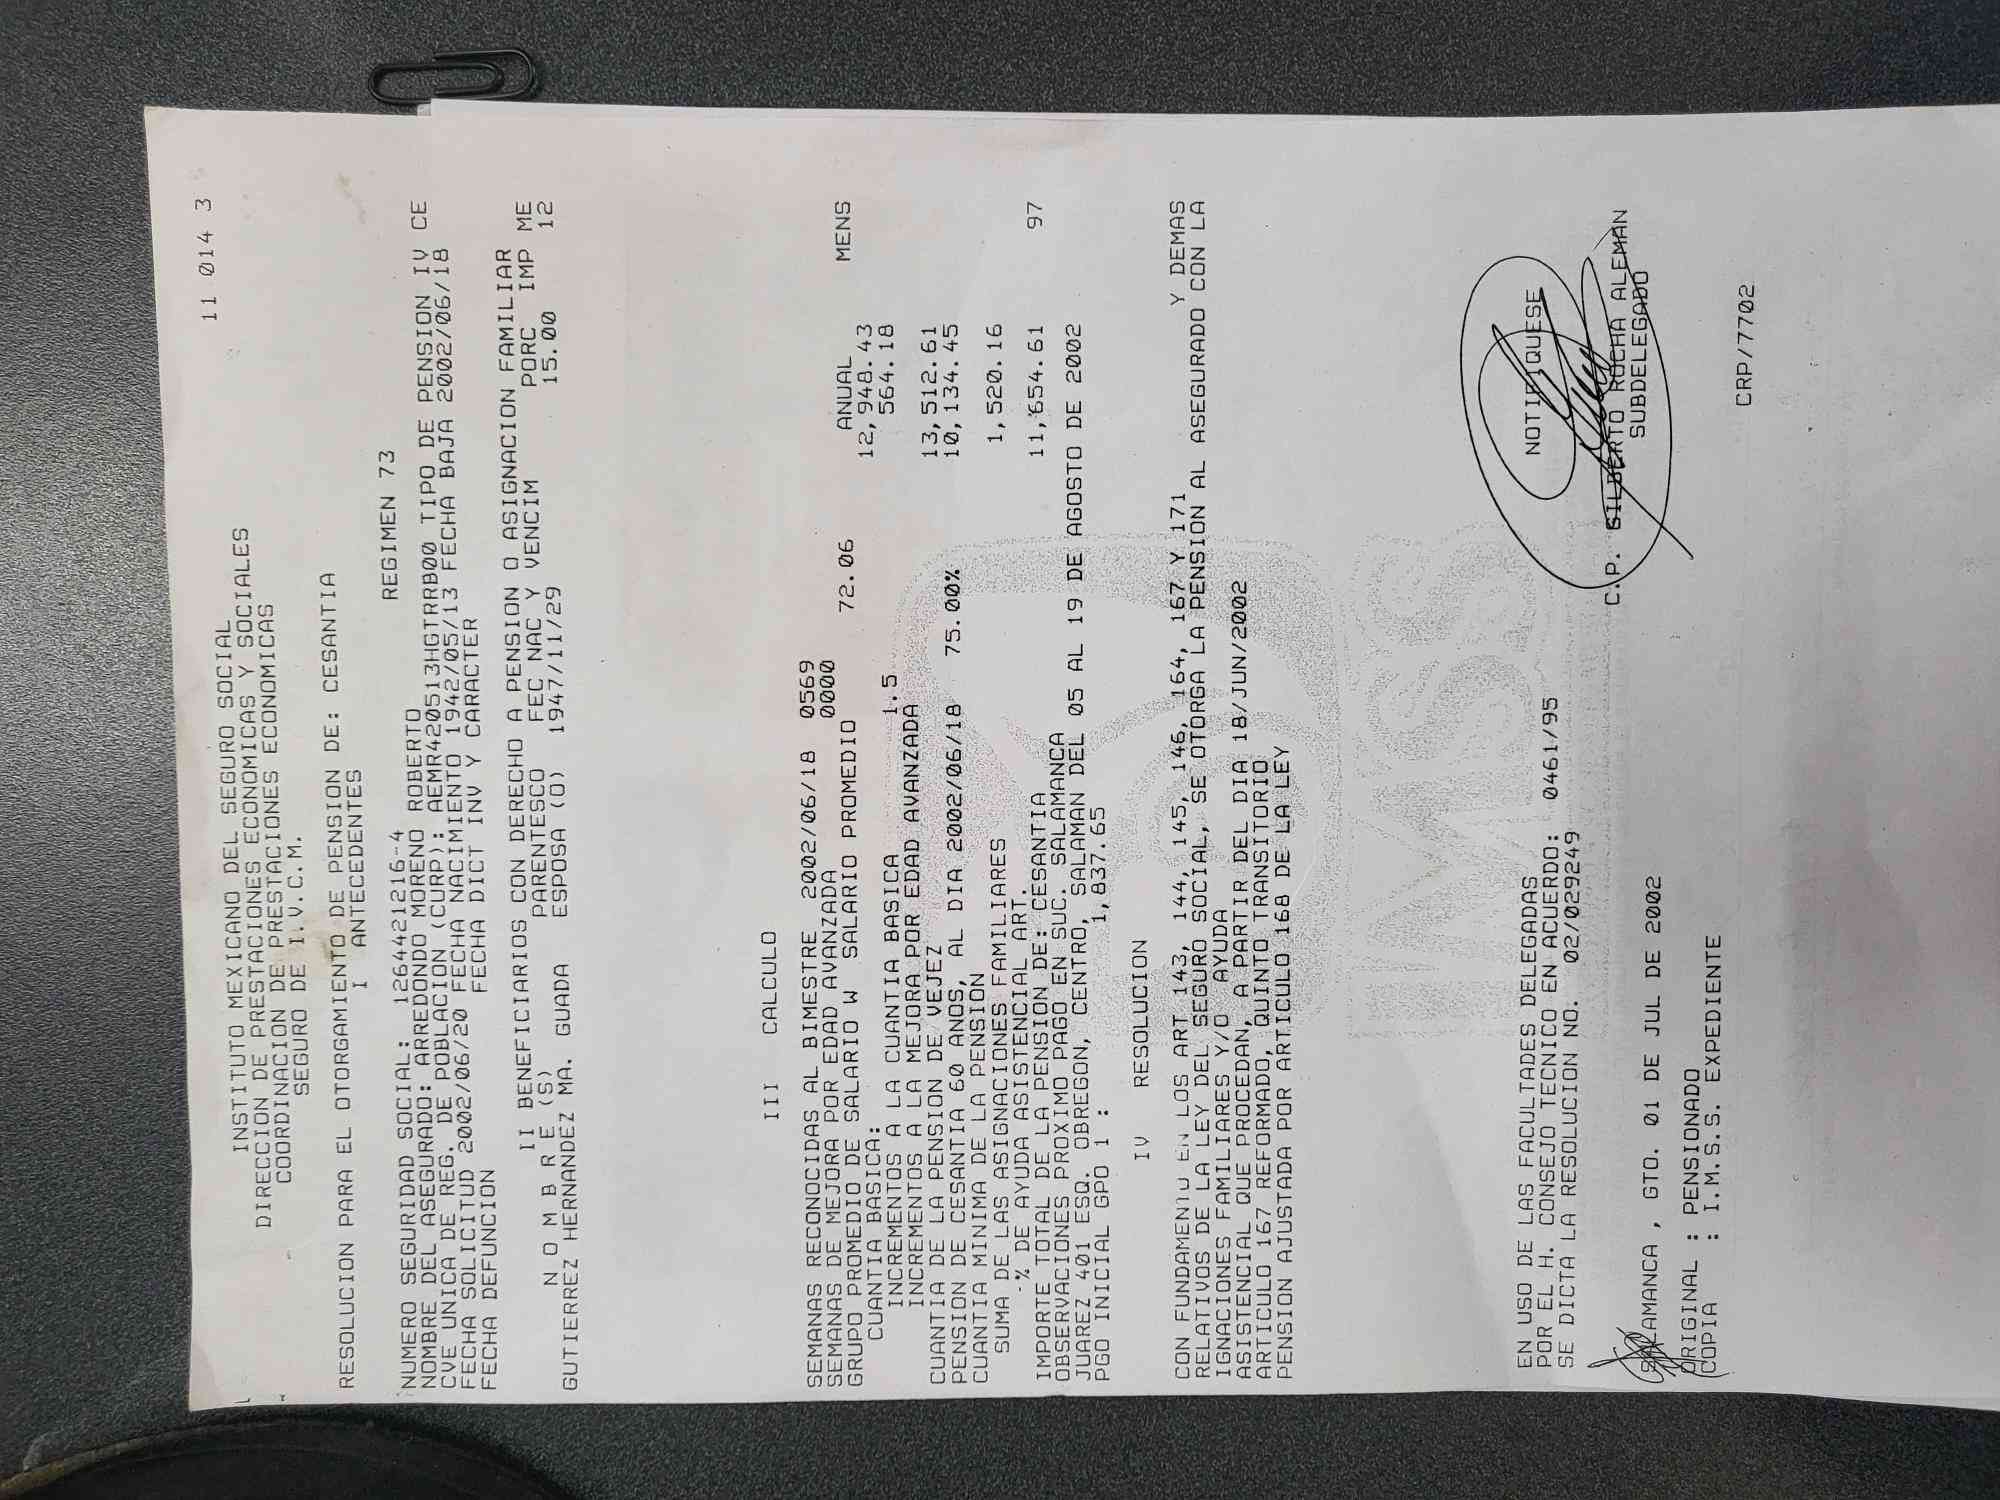 11 014 3
INSTITUTO MEXICANO DEL SEGURO SOCIAL
DIRECCION DE PRESTACIONES ECONOMICAS Y SOCIALES
COORDINACION DE PRESTACIONES ECONOMICAS
SEGURO DE I.V.C.M.
RESOLUCION PARA EL OTORGAMIENTO DE PENSION DE: CESANTIA
I ANTECEDENTES
REGIMEN 73
NUMERO SEGURIDAD SOCIAL: 1264421216-4
NOMBRE DEL ASEGURADO: ARREDONDO MORENO ROBERTO
CVE UNICA DE REG. DE POBLACION (CURP): AEMR420513HGTRRB00 TIPO DE PENSION IV CE
FECHA SOLICITUD 2002/06/20 FECHA NACIMIENTO 1942/05/13 FECHA BAJA 2002/06/18
FECHA DEFUNCION FECHA DICT INV Y CARACTER
II BENEFICIARIOS CON DERECHO A PENSION O ASIGNACION FAMILIAR
N O M B R E (S) PARENTESCO FEC NAC Y VENCIM PORC IMP ME
GUTIERREZ HERNANDEZ MA. GUADA ESPOSA (O) 1947/11/29 15.00 12
III CALCULO
SEMANAS RECONOCIDAS AL BIMESTRE 2002/06/18 0569
SEMANAS DE MEJORA POR EDAD AVANZADA 0000
GRUPO PROMEDIO DE SALARIO W SALARIO PROMEDIO 72.06 ANUAL MENS
CUANTIA BASICA: 12,948.43
INCREMENTOS A LA CUANTIA BASICA 1.5 564.18
INCREMENTOS A LA MEJORA POR EDAD AVANZADA
CUANTIA DE LA PENSION DE VEJEZ 13,512.61
PENSION DE CESANTIA 60 ANOS, AL DIA 2002/06/18 75.00% 10,134.45
CUANTIA MINIMA DE LA PENSION
SUMA DE LAS ASIGNACIONES FAMILIARES 1,520.16
-% DE AYUDA ASISTENCIAL ART.
IMPORTE TOTAL DE LA PENSION DE: CESANTIA 11,654.61 97
OBSERVACIONES PROXIMO PAGO EN SUC. SALAMANCA
JUAREZ 401 ESQ. OBREGON, CENTRO, SALAMAN DEL 05 AL 19 DE AGOSTO DE 2002
PGO INICIAL GPO 1 : 1,837.65
IV RESOLUCION
CON FUNDAMENTO EN LOS ART 143, 144, 145, 146, 164, 167 Y 171 Y DEMAS
RELATIVOS DE LA LEY DEL SEGURO SOCIAL, SE OTORGA LA PENSION AL ASEGURADO CON LA
IGNACIONES FAMILIARES Y/O AYUDA
ASISTENCIAL QUE PROCEDAN, A PARTIR DEL DIA 18/JUN/2002
ARTICULO 167 REFORMADO, QUINTO TRANSITORIO
PENSION AJUSTADA POR ARTICULO 168 DE LA LEY
IMSS
EN USO DE LAS FACULTADES DELEGADAS
POR EL H. CONSEJO TECNICO EN ACUERDO: 0461/95
SE DICTA LA RESOLUCION NO. 02/029249
NOTIFIQUESE
C.P. GILBERTO ROCHA ALEMAN
SUBDELEGADO
SALAMANCA , GTO. 01 DE JUL DE 2002
ORIGINAL : PENSIONADO
COPIA : I.M.S.S. EXPEDIENTE
CRP/7702